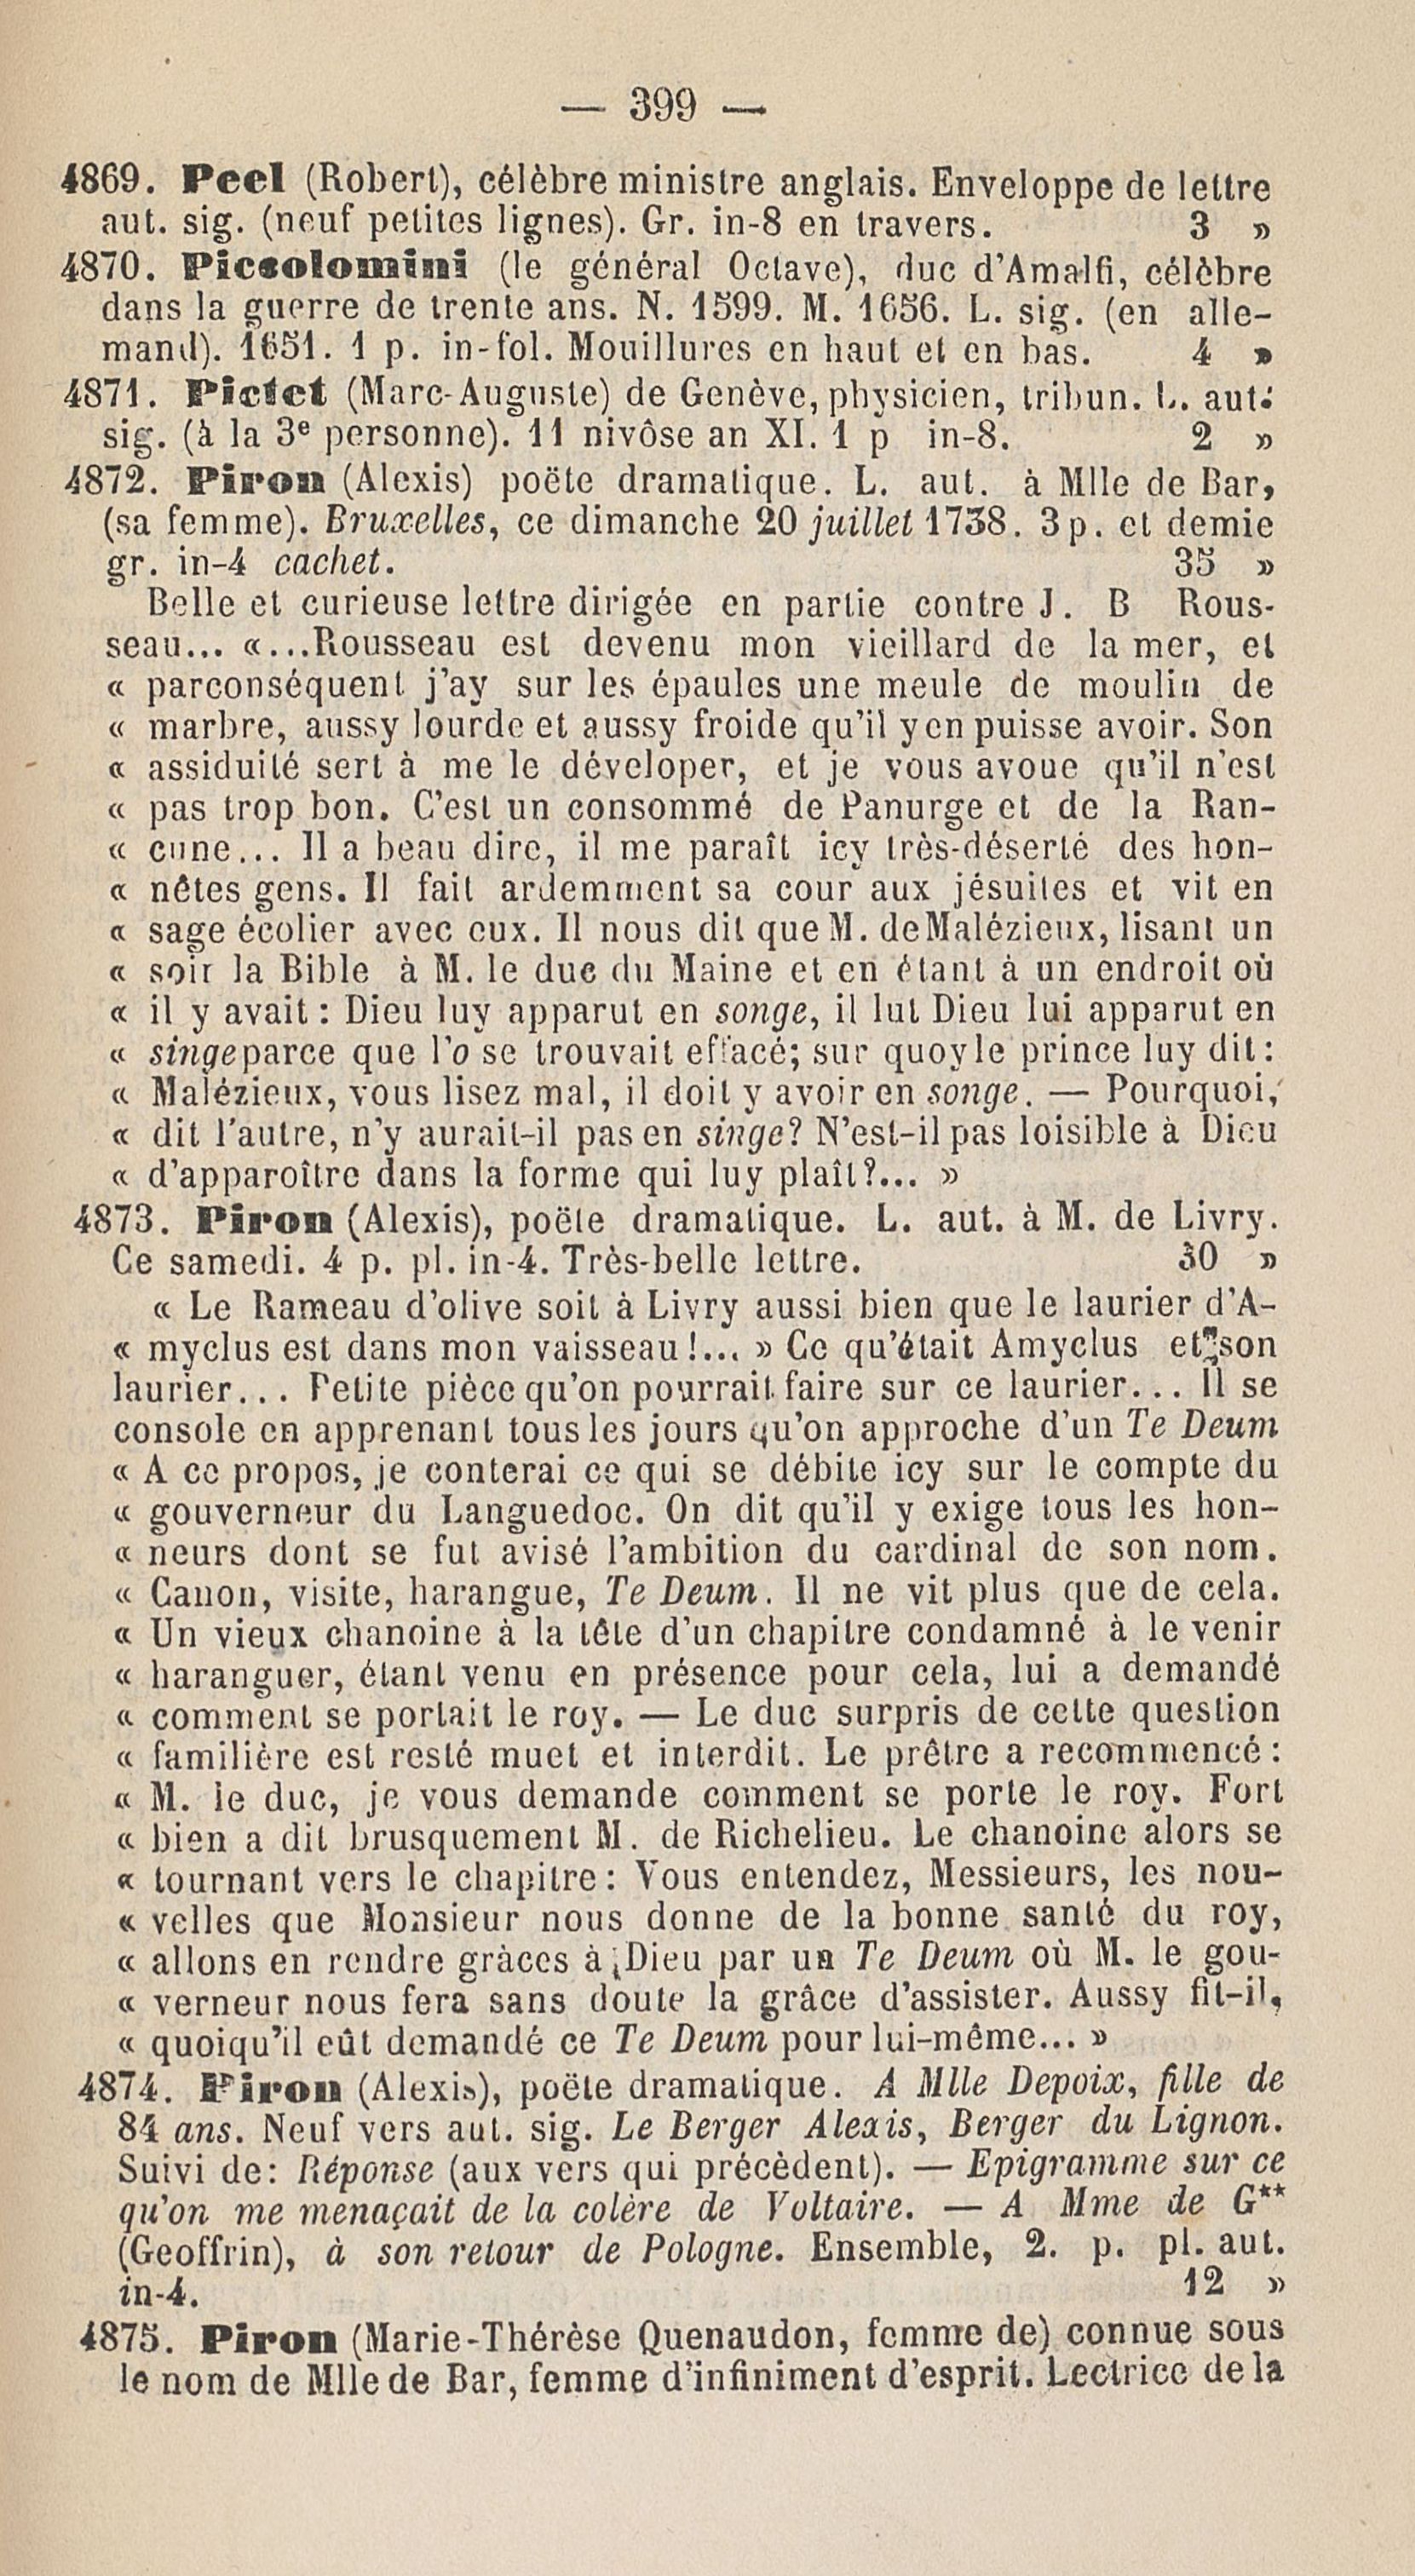 — 399 —
4869. Peel (Robert), célèbre ministre anglais. Enveloppe de lettre
aut. sig. (neuf petites lignes). Gr. in-8 en travers. 3 »
4870. Piccolomini (le général Octave), duc d'Amalfi, célèbre
dans la guerre de trente ans. N. 1599. M. 1656. L. sig. (en alle-
mand). 1651. 1 p. in-fol. Mouillures en haut et en bas. 4 »
4871. Pictet (Marc-Auguste) de Genève, physicien, tribun. L. aut.
sig. (à la 3e personne). 11 nivôse an XI. 1 p in-8. 2 »
4872. Piron (Alexis) poëte dramatique. L. aut. à Mlle de Bar,
(sa femme). Bruxelles, ce dimanche 20 juillet 1738. 3 p. et demie
gr. in-4 cachet. 35 »
Belle et curieuse lettre dirigée en partie contre J. B Rous-
seau... «...Rousseau est devenu mon vieillard de la mer, et
« parconséquent j'ay sur les épaules une meule de moulin de
« marbre, aussy lourde et aussy froide qu'il y en puisse avoir. Son
« assiduité sert à me le développer, et je vous avoue qu'il n'est
« pas trop bon. C'est un consommé de Panurge et de la Ran-
« cune... Il a beau dire, il me paraît icy très-déserté des hon-
« nêtes gens. Il fait ardemment sa cour aux jésuites et vit en
« sage écolier avec eux. Il nous dit que M. de Malézieux, lisant un
« soir la Bible à M. le duc du Maine et en étant à un endroit où
« il y avait : Dieu luy apparut en songe, il lut Dieu lui apparut en
« singe parce que l'o se trouvait effacé; sur quoy le prince luy dit:
« Malézieux, vous lisez mal, il doit y avoir en songe. — Pourquoi,
« dit l'autre, n'y aurait-il pas en singe? N'est-il pas loisible à Dieu
« d'apparoître dans la forme qui luy plaît?... »
4873. Piron (Alexis), poëte dramatique. L. aut. à M. de Livry.
Ce samedi. 4 p. pl. in-4. Très-belle lettre. 30 »
« Le Rameau d'olive soit à Livry aussi bien que le laurier d'A-
« myclus est dans mon vaisseau!... » Ce qu'était Amyclus et son
laurier... Petite pièce qu'on pourrait faire sur ce laurier... Il se
console en apprenant tous les jours qu'on approche d'un Te Deum
« A ce propos, je conterai ce qui se débite icy sur le compte du
« gouverneur du Languedoc. On dit qu'il y exige tous les hon-
« neurs dont se fut avisé l'ambition du cardinal de son nom.
« Canon, visite, harangue, Te Deum. Il ne vit plus que de cela.
« Un vieux chanoine à la tête d'un chapitre condamné à le venir
« haranguer, étant venu en présence pour cela, lui a demandé
« comment se portait le roy. — Le duc surpris de cette question
« familière est resté muet et interdit. Le prêtre a recommencé :
« M. le duc, je vous demande comment se porte le roy. Fort
« bien a dit brusquement M. de Richelieu. Le chanoine alors se
« tournant vers le chapitre : Vous entendez, Messieurs, les nou-
« velles que Monsieur nous donne de la bonne santé du roy,
« allons en rendre grâces à Dieu par un Te Deum où M. le gou-
« verneur nous fera sans doute la grâce d'assister. Aussy fit-il,
« quoiqu'il eût demandé ce Te Deum pour lui-même... »
4874. Piron (Alexis), poëte dramatique. A Mlle Depoix, fille de
84 ans. Neuf vers aut. sig. Le Berger Alexis, Berger du Lignon.
Suivi de : Réponse (aux vers qui précèdent). — Epigramme sur ce
qu'on me menaçait de la colère de Voltaire. — A Mme de G**
(Geoffrin), à son retour de Pologne. Ensemble, 2. p. pl. aut.
in-4. 12 »
4875. Piron (Marie-Thérèse Quenaudon, femme de) connue sous
le nom de Mlle de Bar, femme d'infiniment d'esprit. Lectrice de la